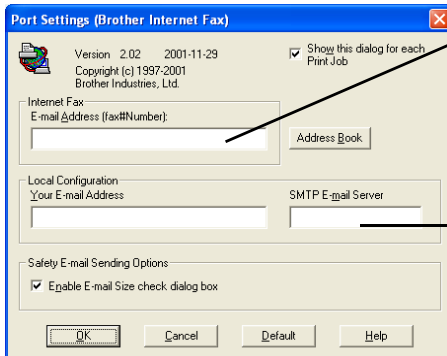 Port Settings (Brother Internet Fax)
Version 2.02 2001-11-29
Copyright (c) 1997-2001
Brother Industries, Ltd.
Show this dialog for each
Print Job
Internet Fax
E-mail Address (fax#Number):
Address Book
Local Configuration
Your E-mail Address
SMTP E-mail Server
Safety E-mail Sending Options
Enable E-mail Size check dialog box
OK
Cancel
Default
Help